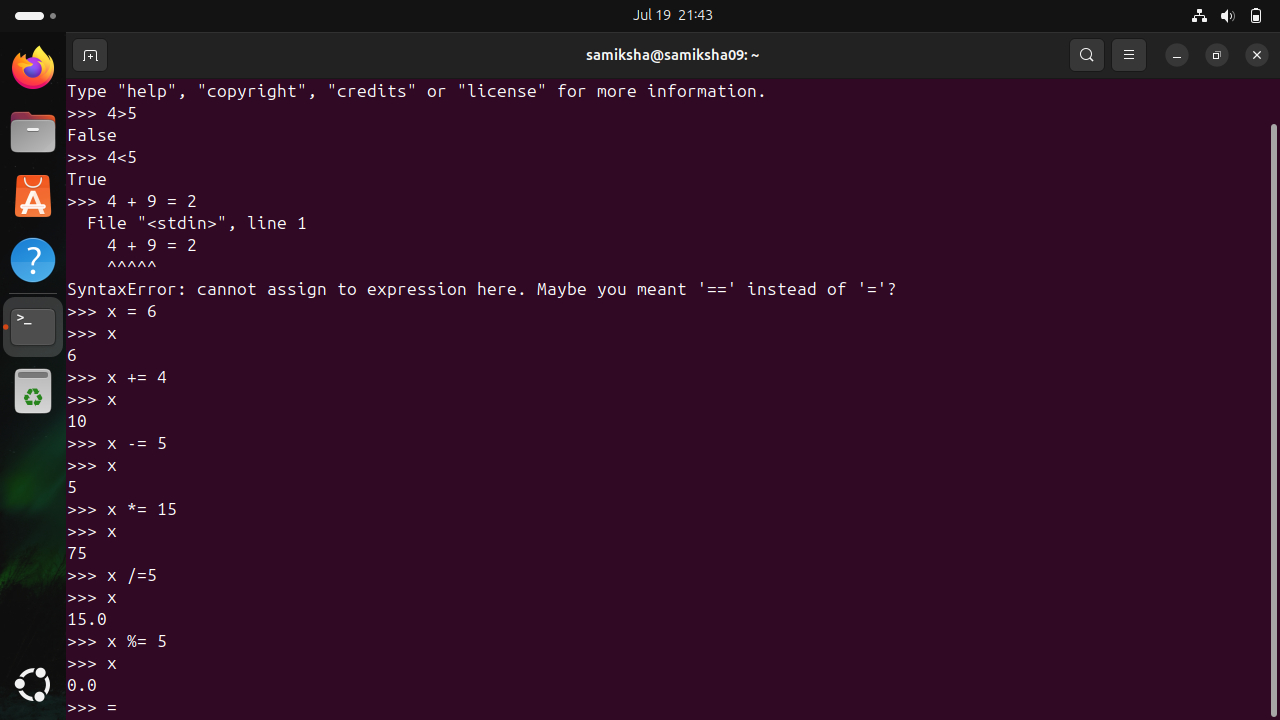 Jul 19 21:43
samiksha@samiksha09: ~
Type "help", "copyright", "credits" or "license" for more information.
>>> 4>5
False
>>> 4<5
True
>>> 4 + 9 = 2
  File "<stdin>", line 1
    4 + 9 = 2
    ^^^^^
SyntaxError: cannot assign to expression here. Maybe you meant '==' instead of '='?
>>> x = 6
>>> x
6
>>> x += 4
>>> x
10
>>> x -= 5
>>> x
5
>>> x *= 15
>>> x
75
>>> x /=5
>>> x
15.0
>>> x %= 5
>>> x
0.0
>>> =